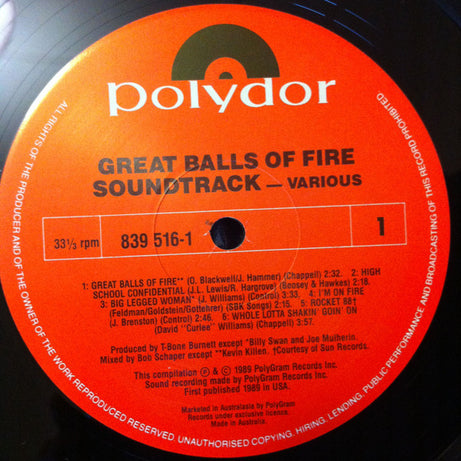 polydor
GREAT BALLS OF FIRE
SOUNDTRACK — VARIOUS
33⅓ rpm
839 516-1
1
1: GREAT BALLS OF FIRE** (O. Blackwell/J. Hammer) (Chappell) 2:32. 2: HIGH
SCHOOL CONFIDENTIAL (J.L. Lewis/R. Hargrove) (Boosey & Hawkes) 2:18.
3: BIG LEGGED WOMAN* (J. Williams) (Control) 3:33. 4: I'M ON FIRE
(Feldman/Goldstein/Gottehrer) (SBK Songs) 2:15. 5: ROCKET 88†
(J. Brenston) (Control) 2:46. 6: WHOLE LOTTA SHAKIN' GOIN' ON
(David "Curlee" Williams) (Chappell) 3:57.
Produced by T-Bone Burnett except *Billy Swan and Joe Mulherin.
Mixed by Bob Schaper except **Kevin Killen. †Courtesy of Sun Records.
This compilation ℗ & © 1989 PolyGram Records Inc.
Sound recording made by PolyGram Records Inc.
First published 1989 in USA.
Marketed in Australasia by PolyGram
Records under exclusive licence.
Made in Australia.
ALL RIGHTS OF THE PRODUCER AND OF THE OWNER OF THE WORK REPRODUCED RESERVED. UNAUTHORISED COPYING, HIRING, LENDING, PUBLIC PERFORMANCE AND BROADCASTING OF THIS RECORD PROHIBITED